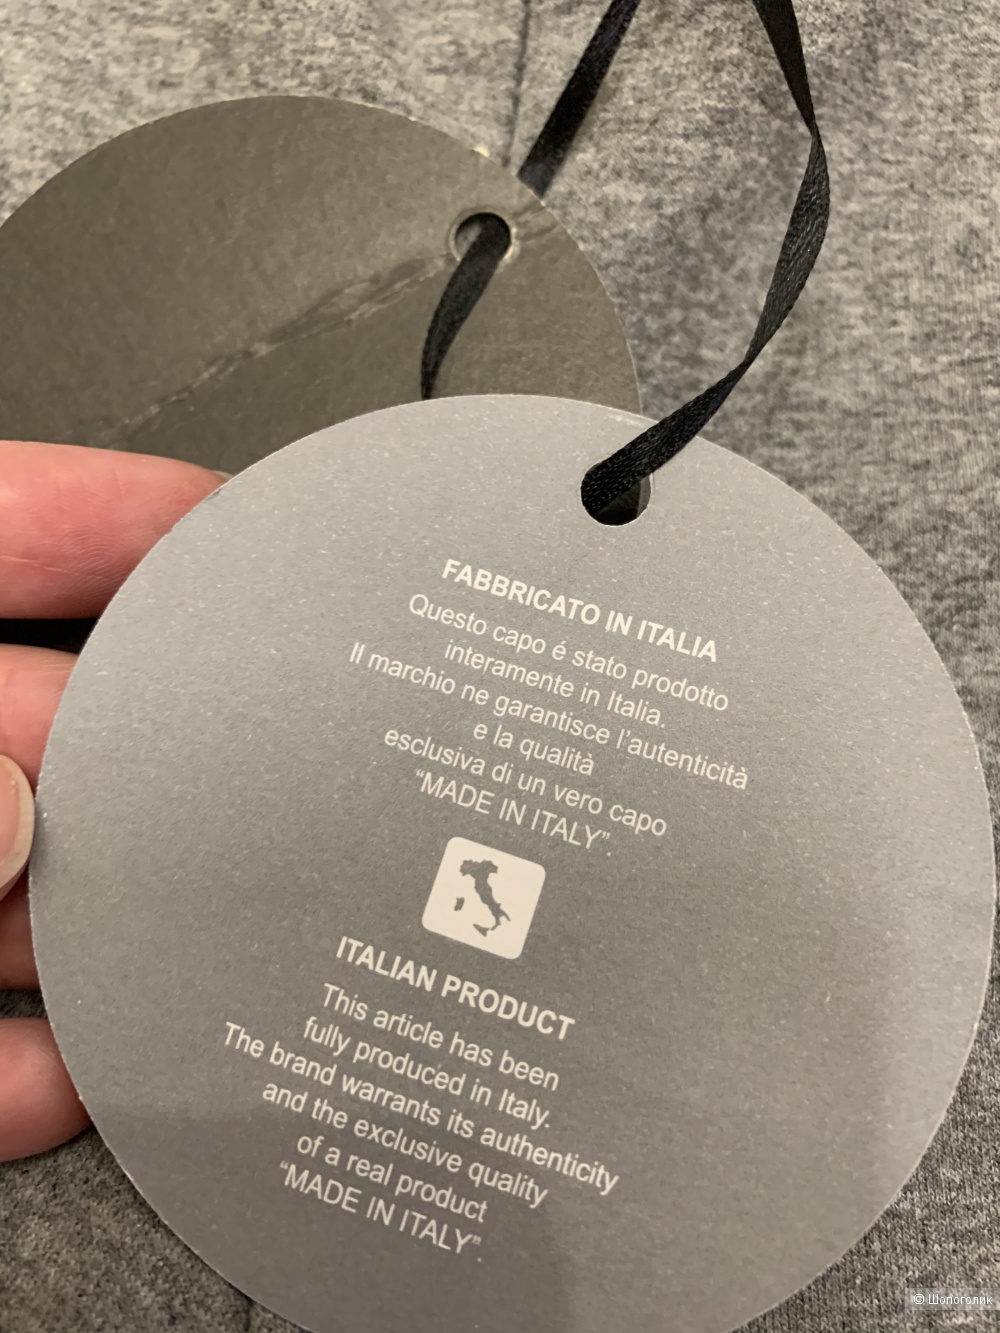 FABBRICATO IN ITALIA
Questo capo é stato prodotto
interamente in Italia.
Il marchio ne garantisce l'autenticità
e la qualità
esclusiva di un vero capo
“MADE IN ITALY”.
ITALIAN PRODUCT
This article has been
fully produced in Italy.
The brand warrants its authenticity
and the exclusive quality
of a real product
“MADE IN ITALY”.
© Шопоголик